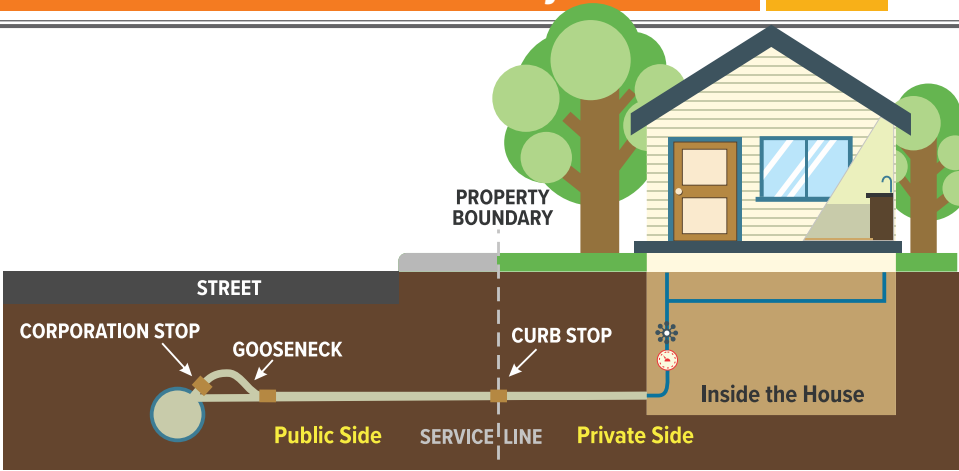 PROPERTY
BOUNDARY
STREET
CORPORATION STOP
GOOSENECK
CURB STOP
Inside the House
Public Side
SERVICE LINE
Private Side